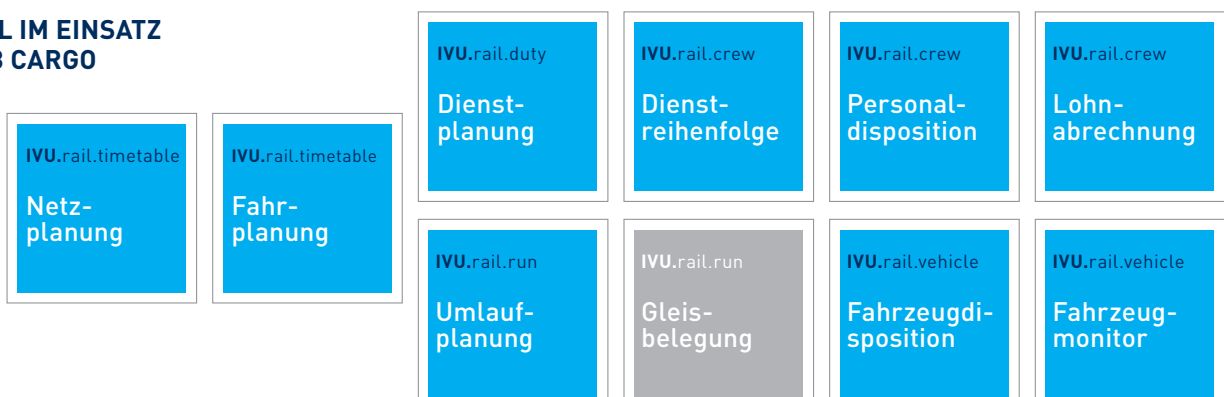 L IM EINSATZ
CARGO
IVU.rail.timetable
Netz-
planung
IVU.rail.timetable
Fahr-
planung
IVU.rail.duty
Dienst-
planung
IVU.rail.crew
Dienst-
reihenfolge
IVU.rail.crew
Personal-
disposition
IVU.rail.crew
Lohn-
abrechnung
IVU.rail.run
Umlauf-
planung
IVU.rail.run
Gleis-
belegung
IVU.rail.vehicle
Fahrzeugdi-
sposition
IVU.rail.vehicle
Fahrzeug-
monitor